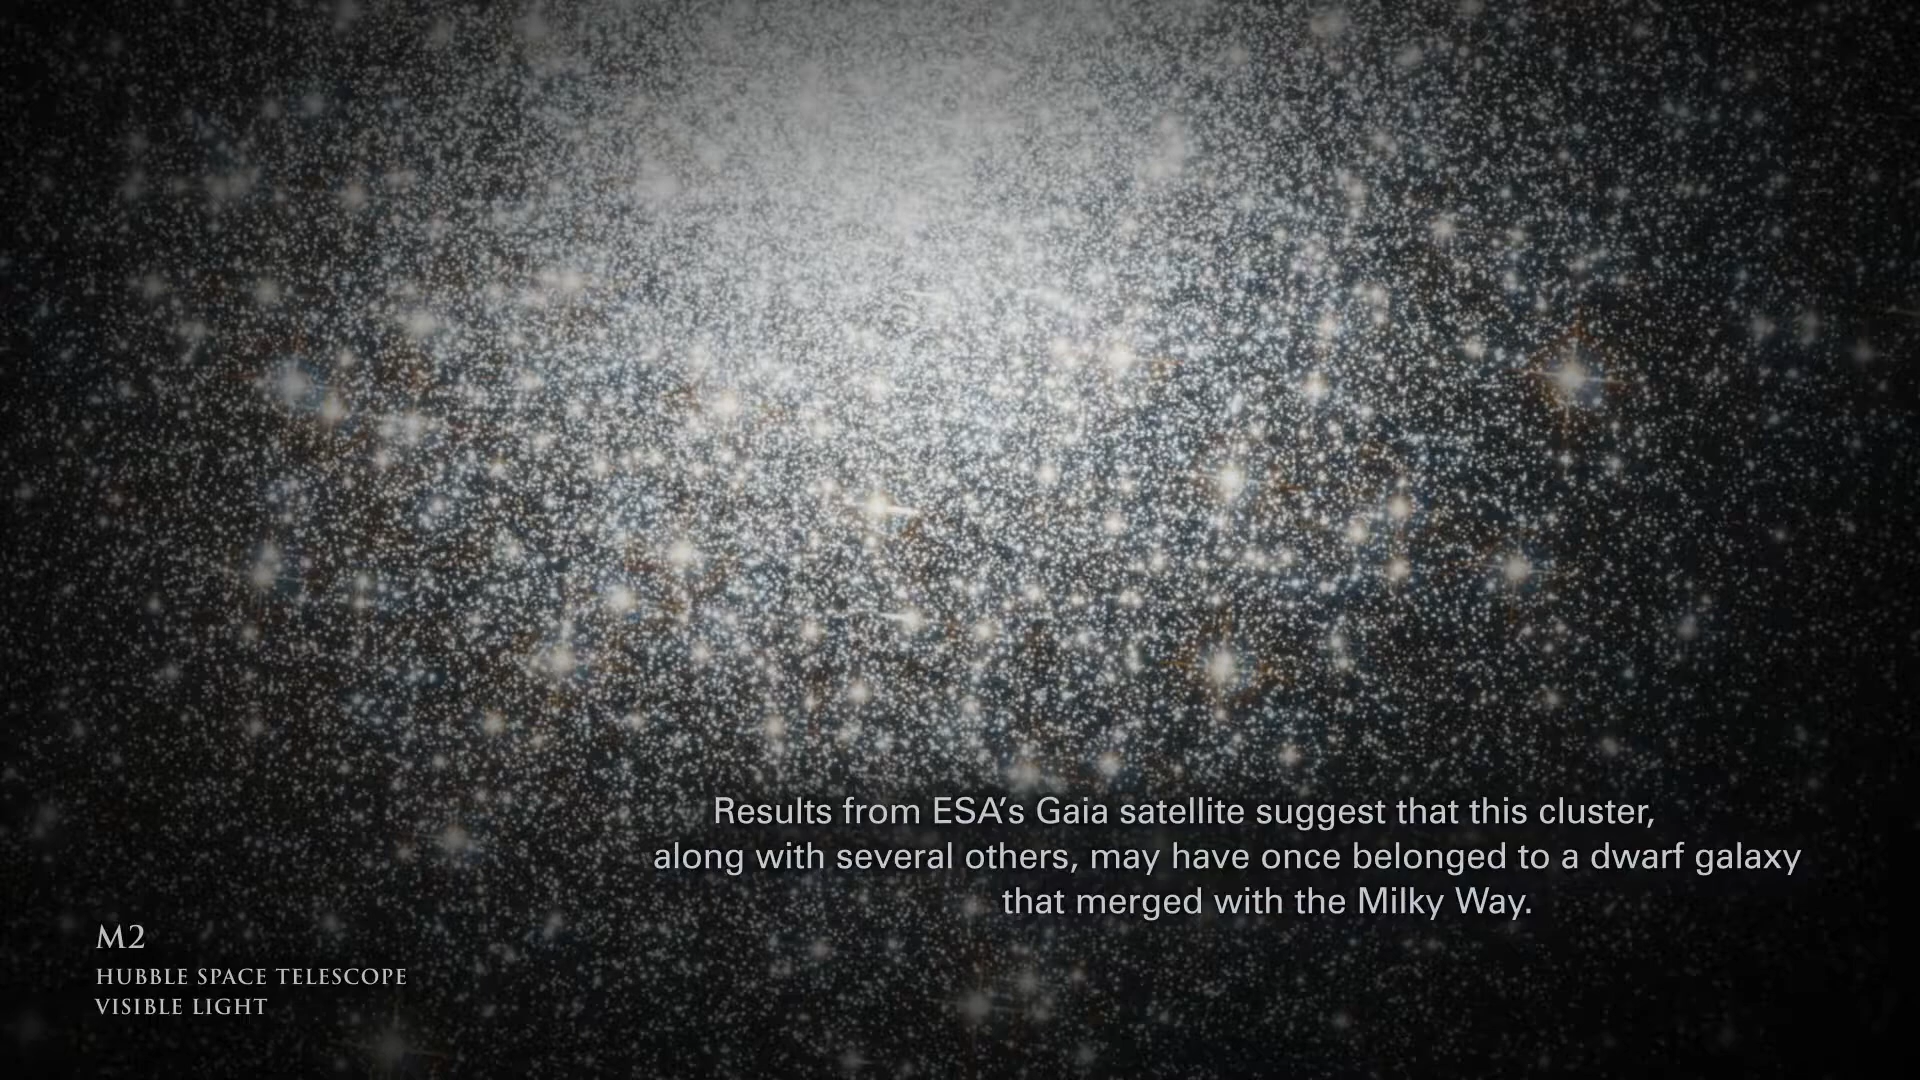 Results from ESA's Gaia satellite suggest that this cluster,
along with several others, may have once belonged to a dwarf galaxy
that merged with the Milky Way.
M2
HUBBLE SPACE TELESCOPE
VISIBLE LIGHT